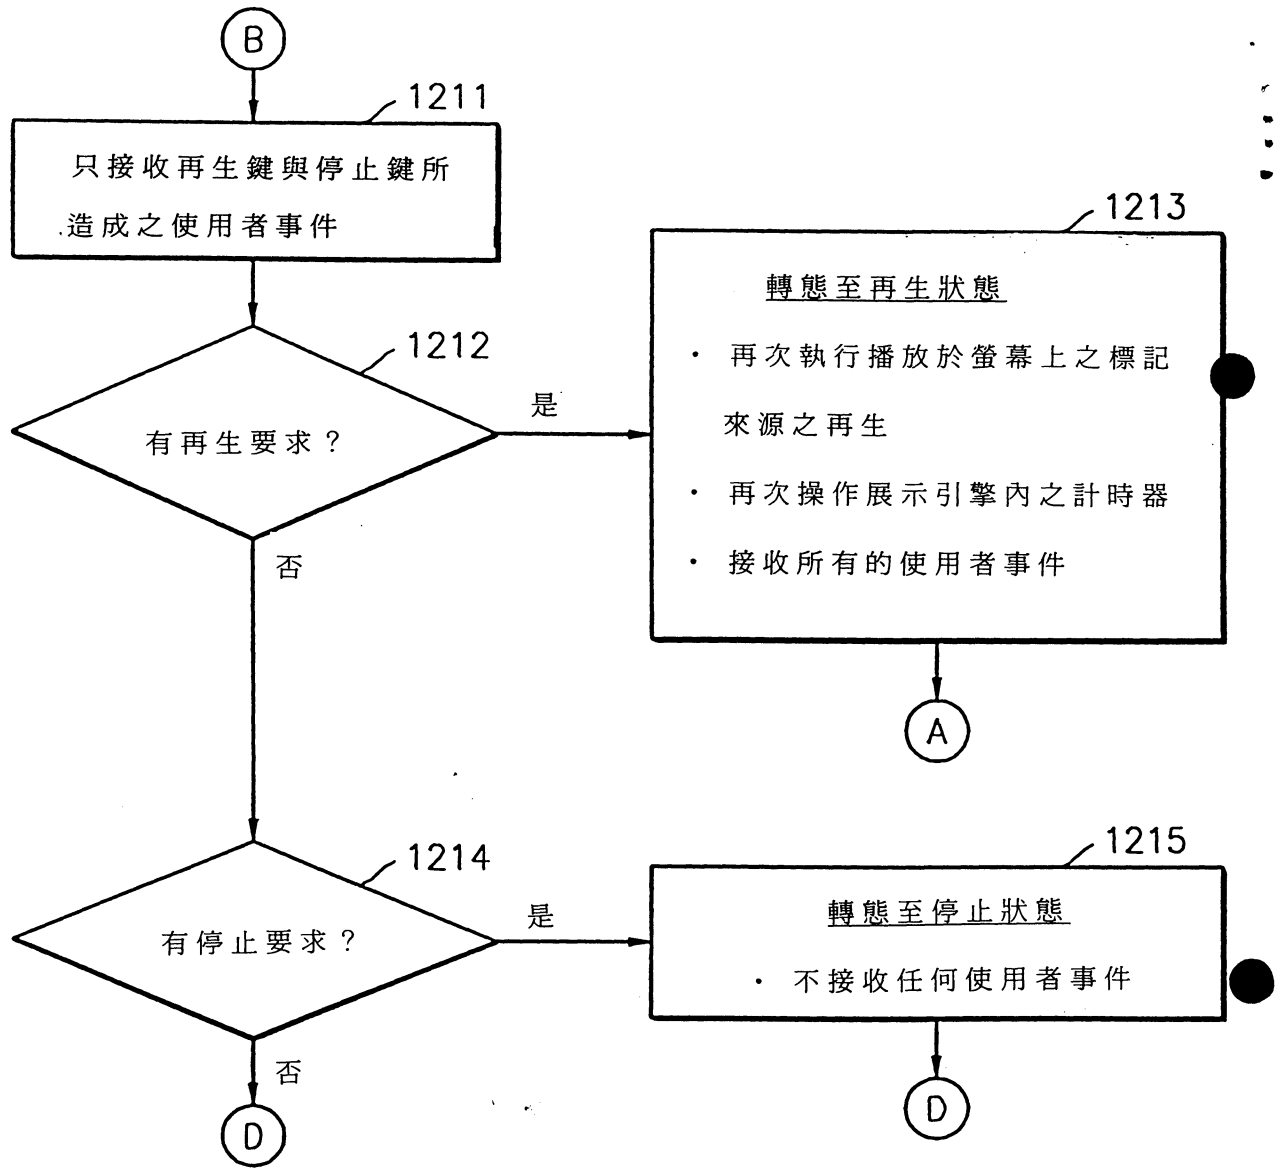 B
1211
只接收再生鍵與停止鍵所
造成之使用者事件
1212
有再生要求？
是
否
1213
轉態至再生狀態
· 再次執行播放於螢幕上之標記
來源之再生
· 再次操作展示引擎內之計時器
· 接收所有的使用者事件
A
1214
有停止要求？
是
否
1215
轉態至停止狀態
· 不接收任何使用者事件
D
D